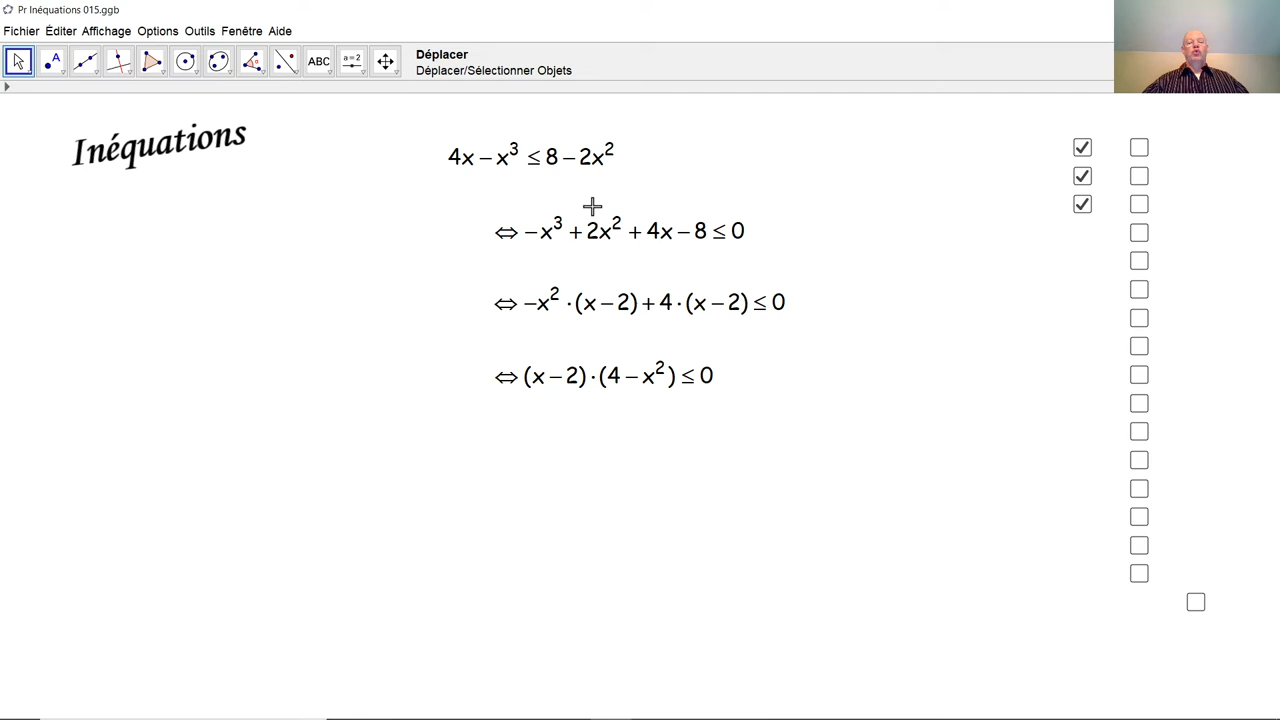 Pr Inéquations 015.ggb
Fichier Éditer Affichage Options Outils Fenêtre Aide
A
ABC
a=2
Déplacer
Déplacer/Sélectionner Objets
Inéquations
4x − x³ ≤ 8 − 2x²
⇔ −x³ + 2x² + 4x − 8 ≤ 0
⇔ −x² · (x − 2) + 4 · (x − 2) ≤ 0
⇔ (x − 2) · (4 − x²) ≤ 0